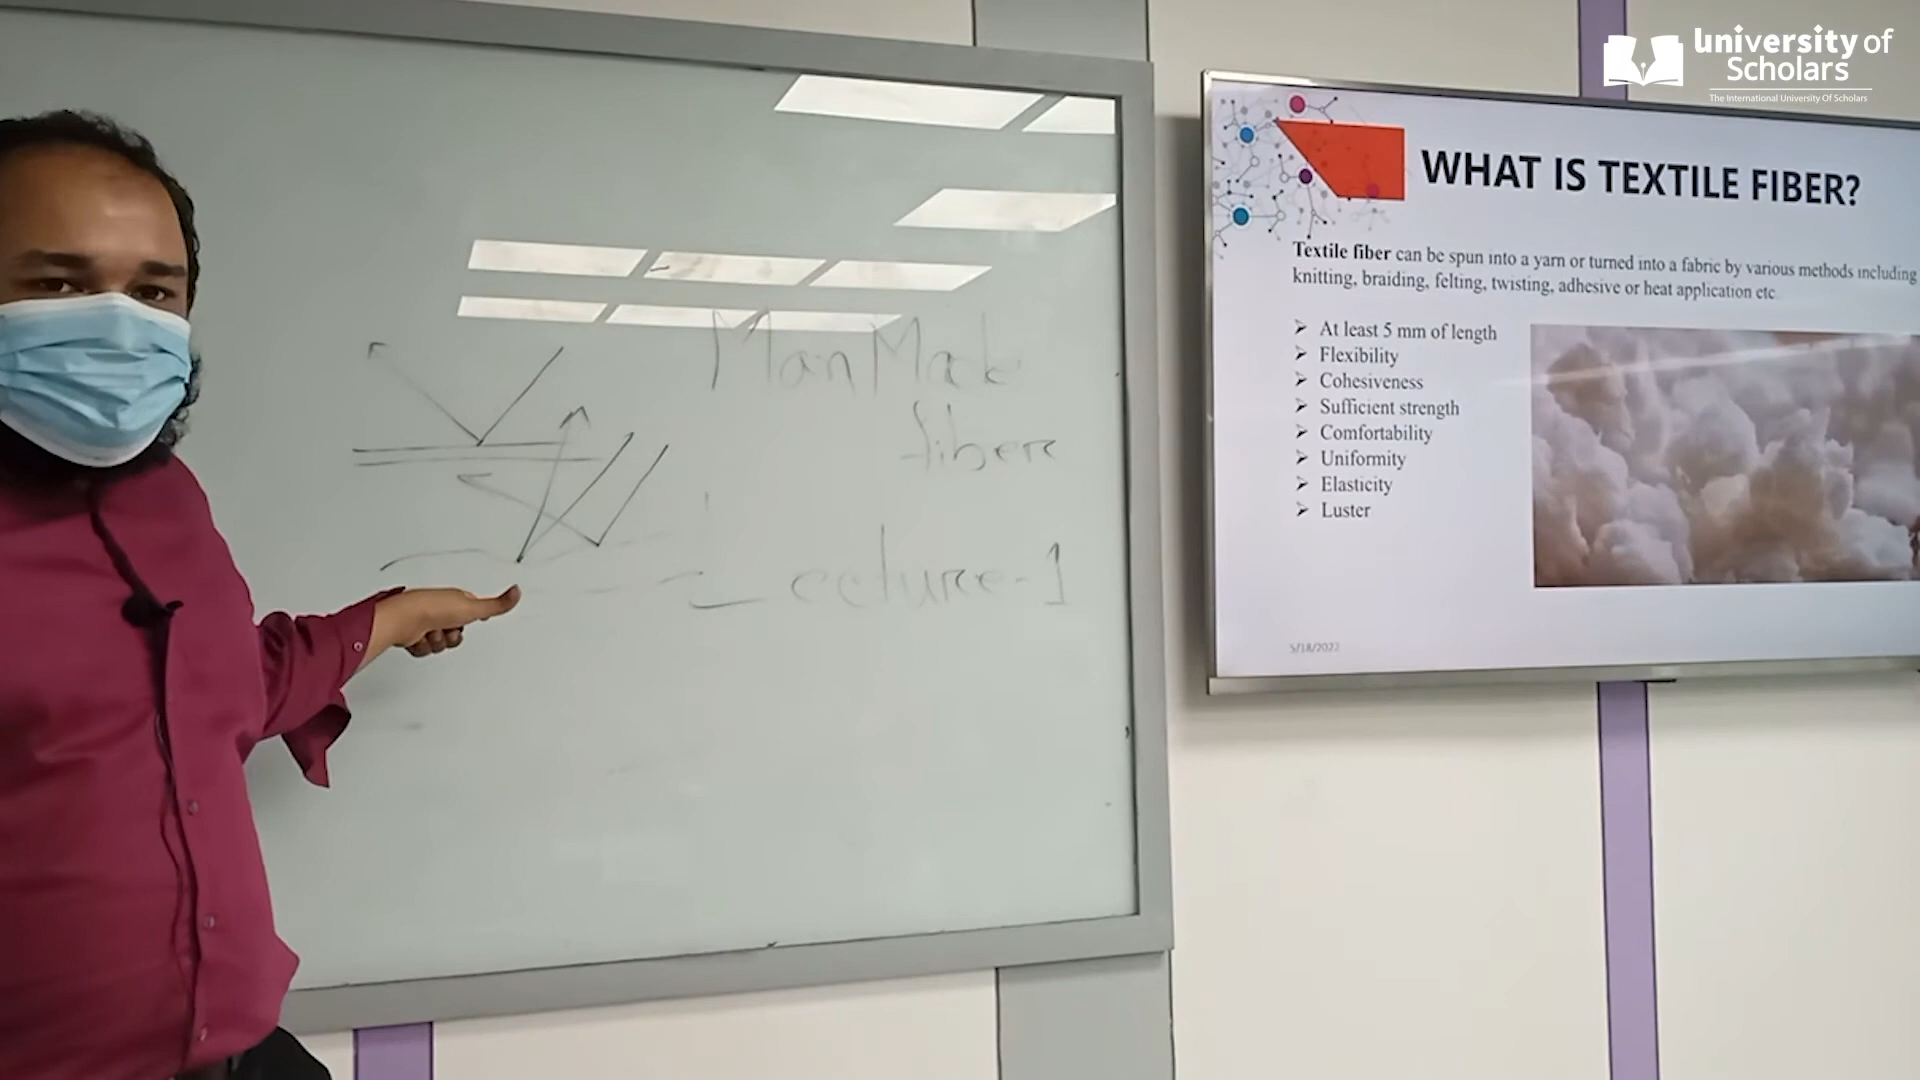 University of
Scholars
The International University Of Scholars
WHAT IS TEXTILE FIBER?
Textile fiber can be spun into a yarn or turned into a fabric by various methods including
knitting, braiding, felting, twisting, adhesive or heat application etc
➢ At least 5 mm of length
➢ Flexibility
➢ Cohesiveness
➢ Sufficient strength
➢ Comfortability
➢ Uniformity
➢ Elasticity
➢ Luster
5/18/2022
Man Made
fiber
Lecture-1